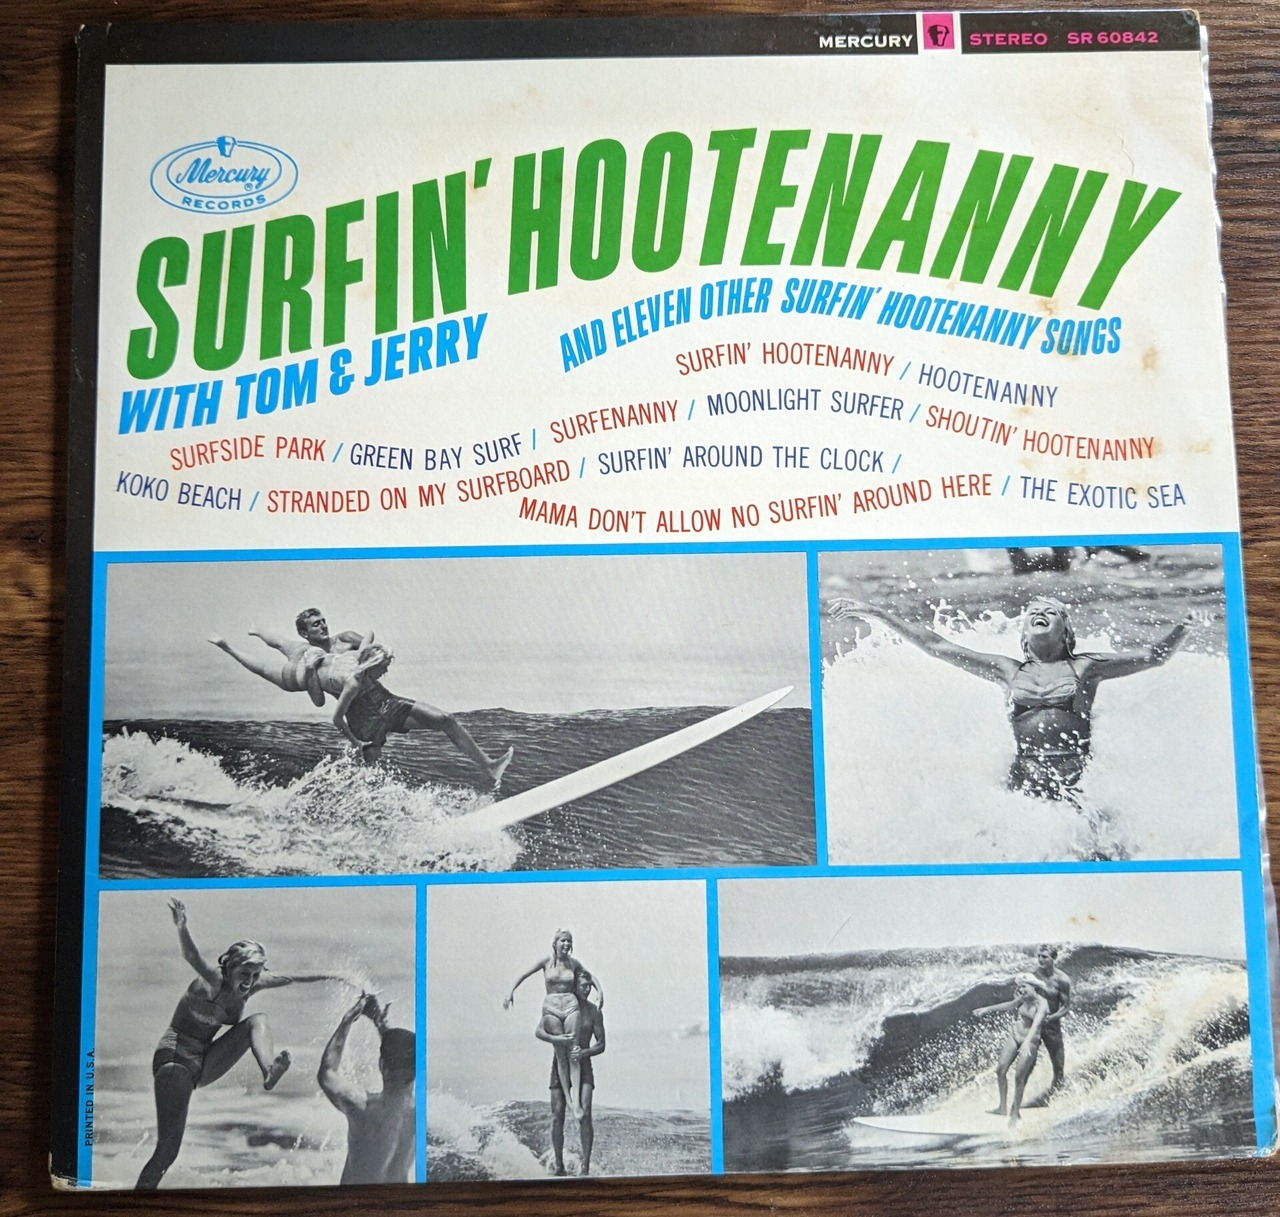 MERCURY STEREO SR 60842
Mercury
®
RECORDS
SURFIN' HOOTENANNY
WITH TOM & JERRY
AND ELEVEN OTHER SURFIN' HOOTENANNY SONGS
SURFIN' HOOTENANNY / HOOTENANNY
SURFSIDE PARK / GREEN BAY SURF / SURFENANNY / MOONLIGHT SURFER / SHOUTIN' HOOTENANNY
KOKO BEACH / STRANDED ON MY SURFBOARD / SURFIN' AROUND THE CLOCK /
MAMA DON'T ALLOW NO SURFIN' AROUND HERE / THE EXOTIC SEA
PRINTED IN U.S.A.